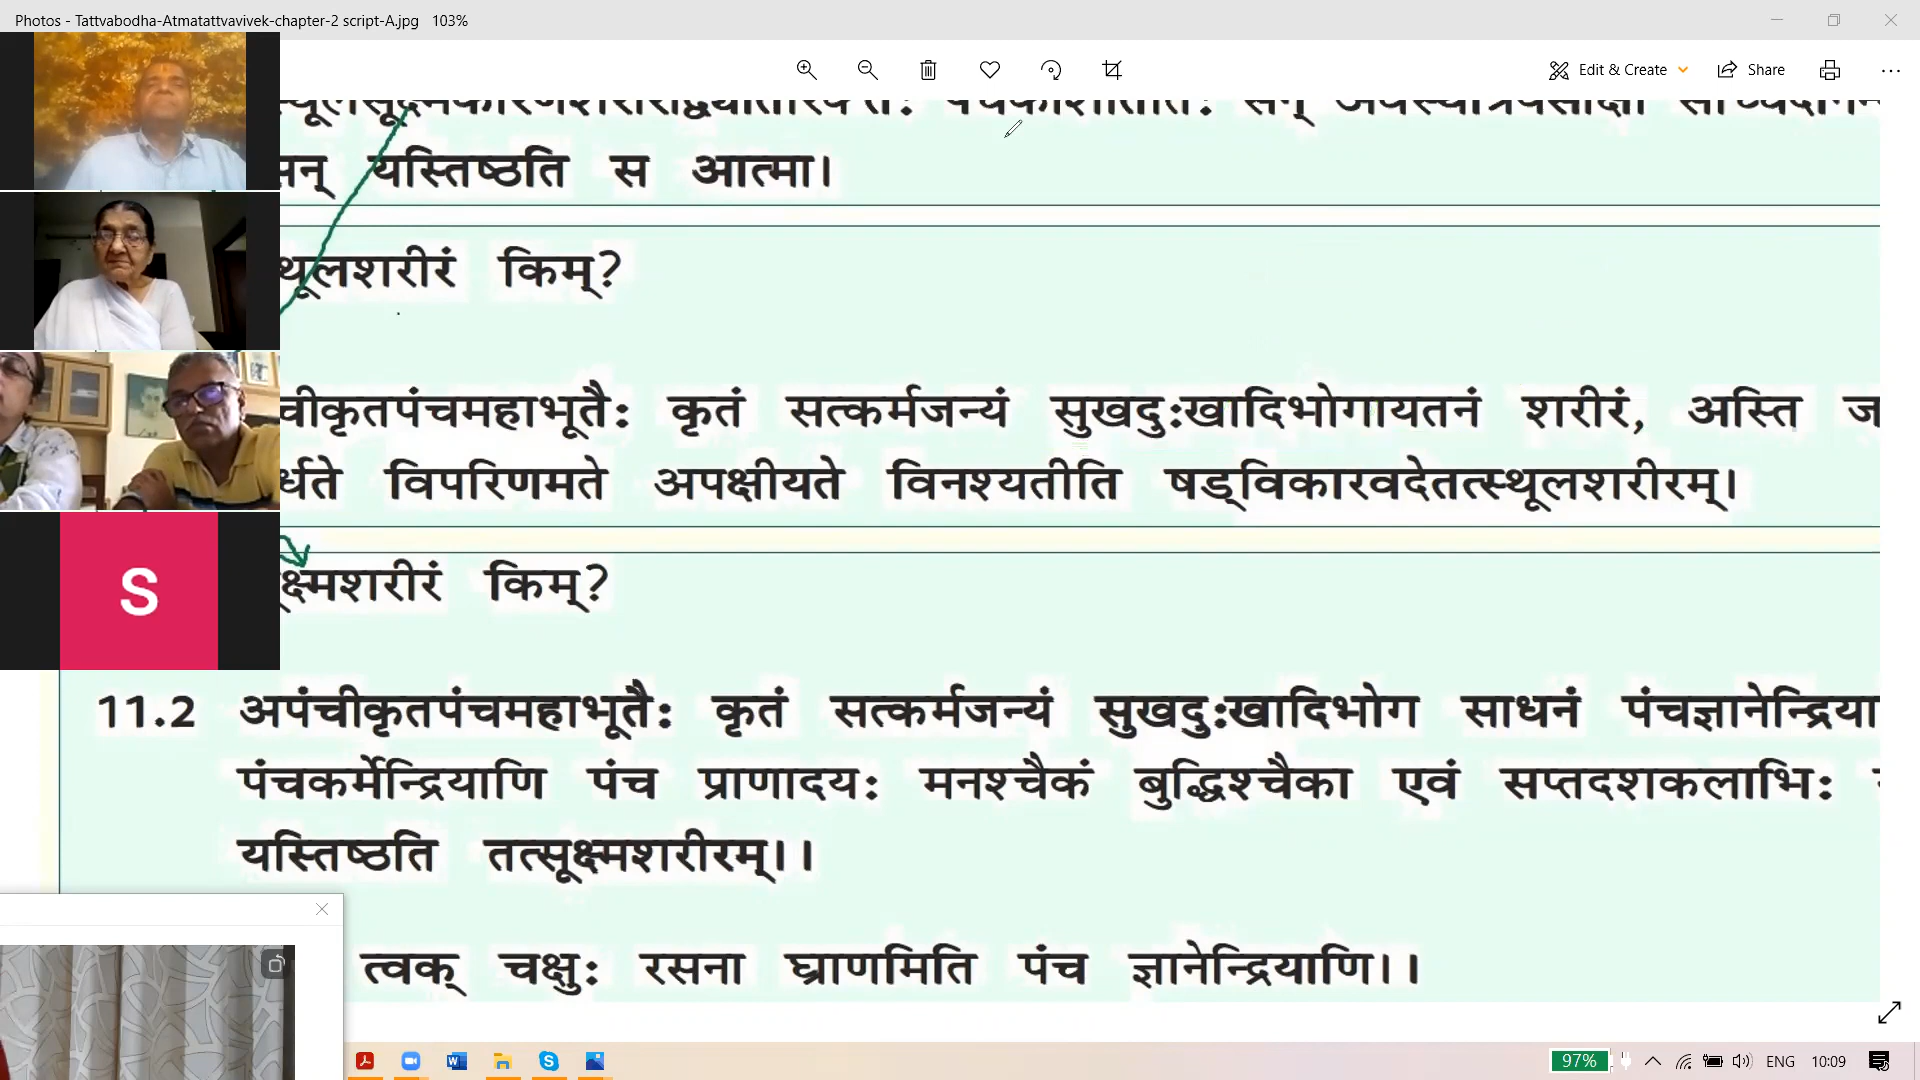 Photos - Tattvabodha-Atmatattvavivek-chapter-2 script-A.jpg 103%
Edit & Create
Share
सन् यस्तिष्ठति स आत्मा।
थूलशरीरं किम्?
चीकृतपंचमहाभूतैः कृतं सत्कर्मजन्यं सुखदुःखादिभोगायतनं शरीरं, अस्ति ज
र्धते विपरिणमते अपक्षीयते विनश्यतीति षड्विकारवदेतत्स्थूलशरीरम्।
क्ष्मशरीरं किम्?
S
11.2 अपंचीकृतपंचमहाभूतैः कृतं सत्कर्मजन्यं सुखदुःखादिभोग साधनं पंचज्ञानेन्द्रिया
पंचकर्मेन्द्रियाणि पंच प्राणादयः मनश्चैकं बुद्धिश्चैका एवं सप्तदशकलाभिः
यस्तिष्ठति तत्सूक्ष्मशरीरम्।।
त्वक् चक्षुः रसना घ्राणमिति पंच ज्ञानेन्द्रियाणि।।
97%
ENG
10:09